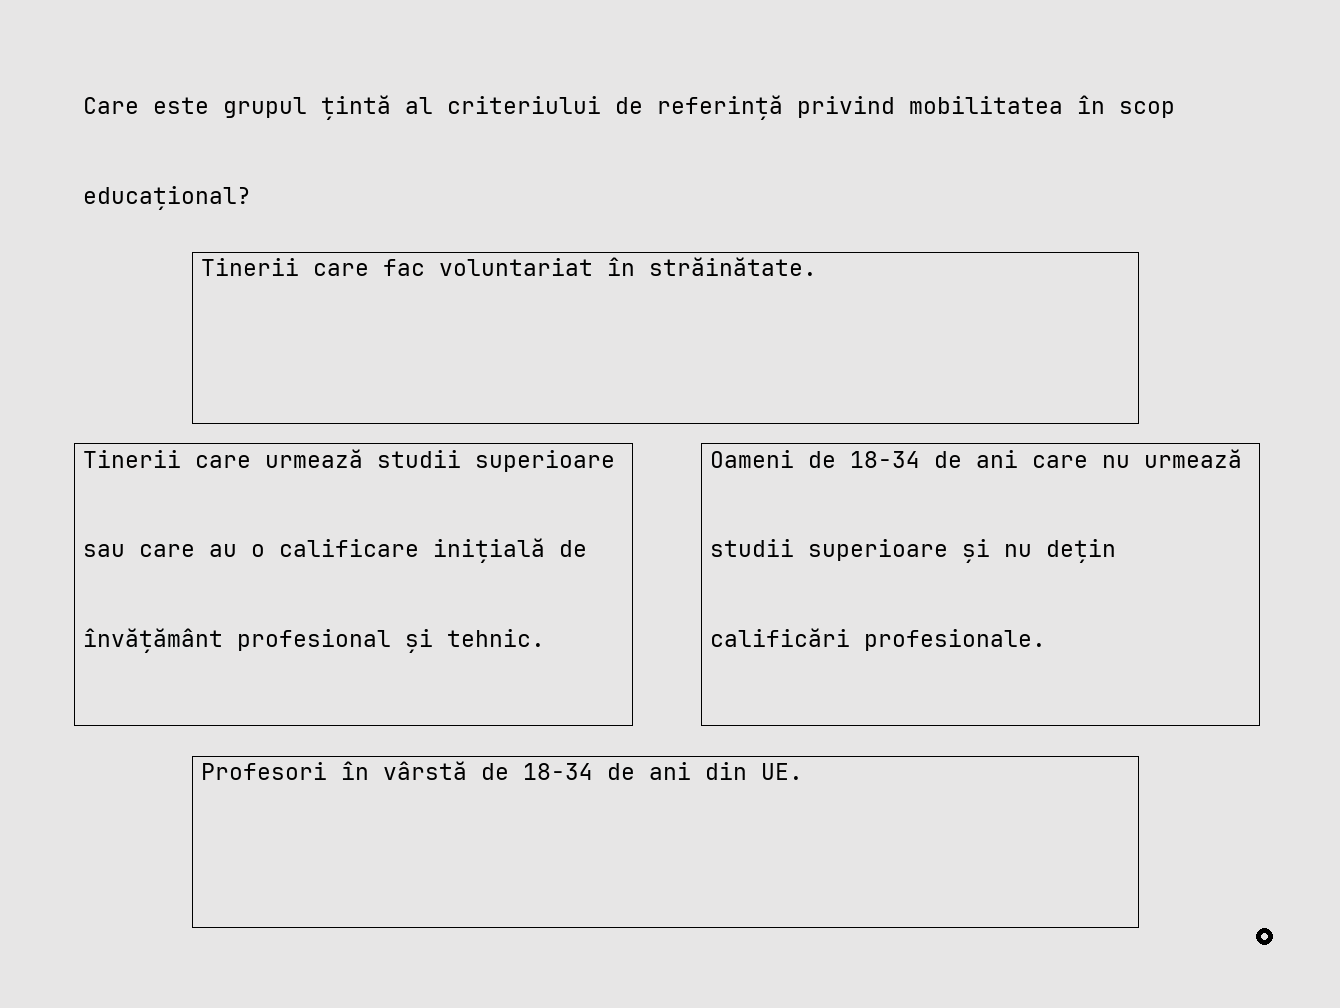 Care este grupul țintă al criteriului de referință privind mobilitatea în scop
educațional?
Tinerii care fac voluntariat în străinătate.
Tinerii care urmează studii superioare
sau care au o calificare inițială de
învățământ profesional și tehnic.
Oameni de 18-34 de ani care nu urmează
studii superioare și nu dețin
calificări profesionale.
Profesori în vârstă de 18-34 de ani din UE.